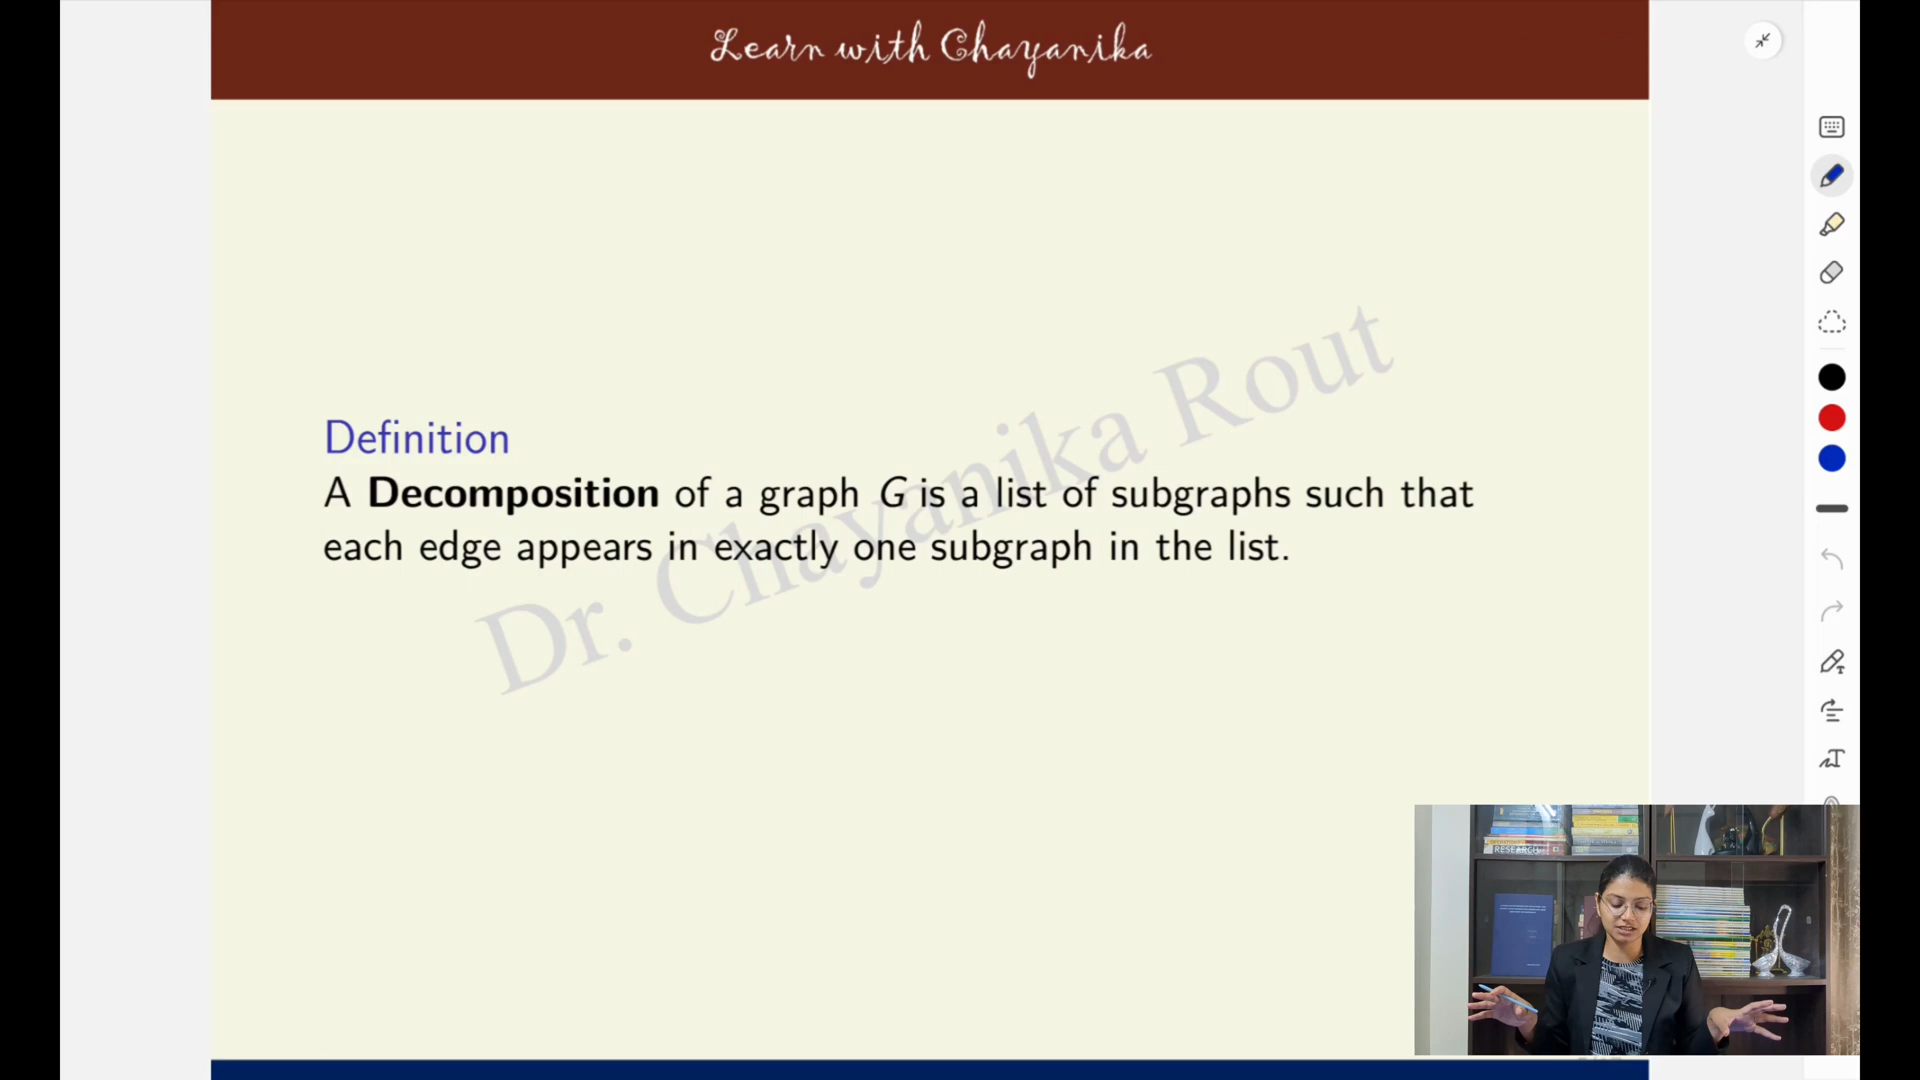 Learn with Chayanika
Definition
A Decomposition of a graph G is a list of subgraphs such that
each edge appears in exactly one subgraph in the list.
Dr. Chayanika Rout
RESEARCH